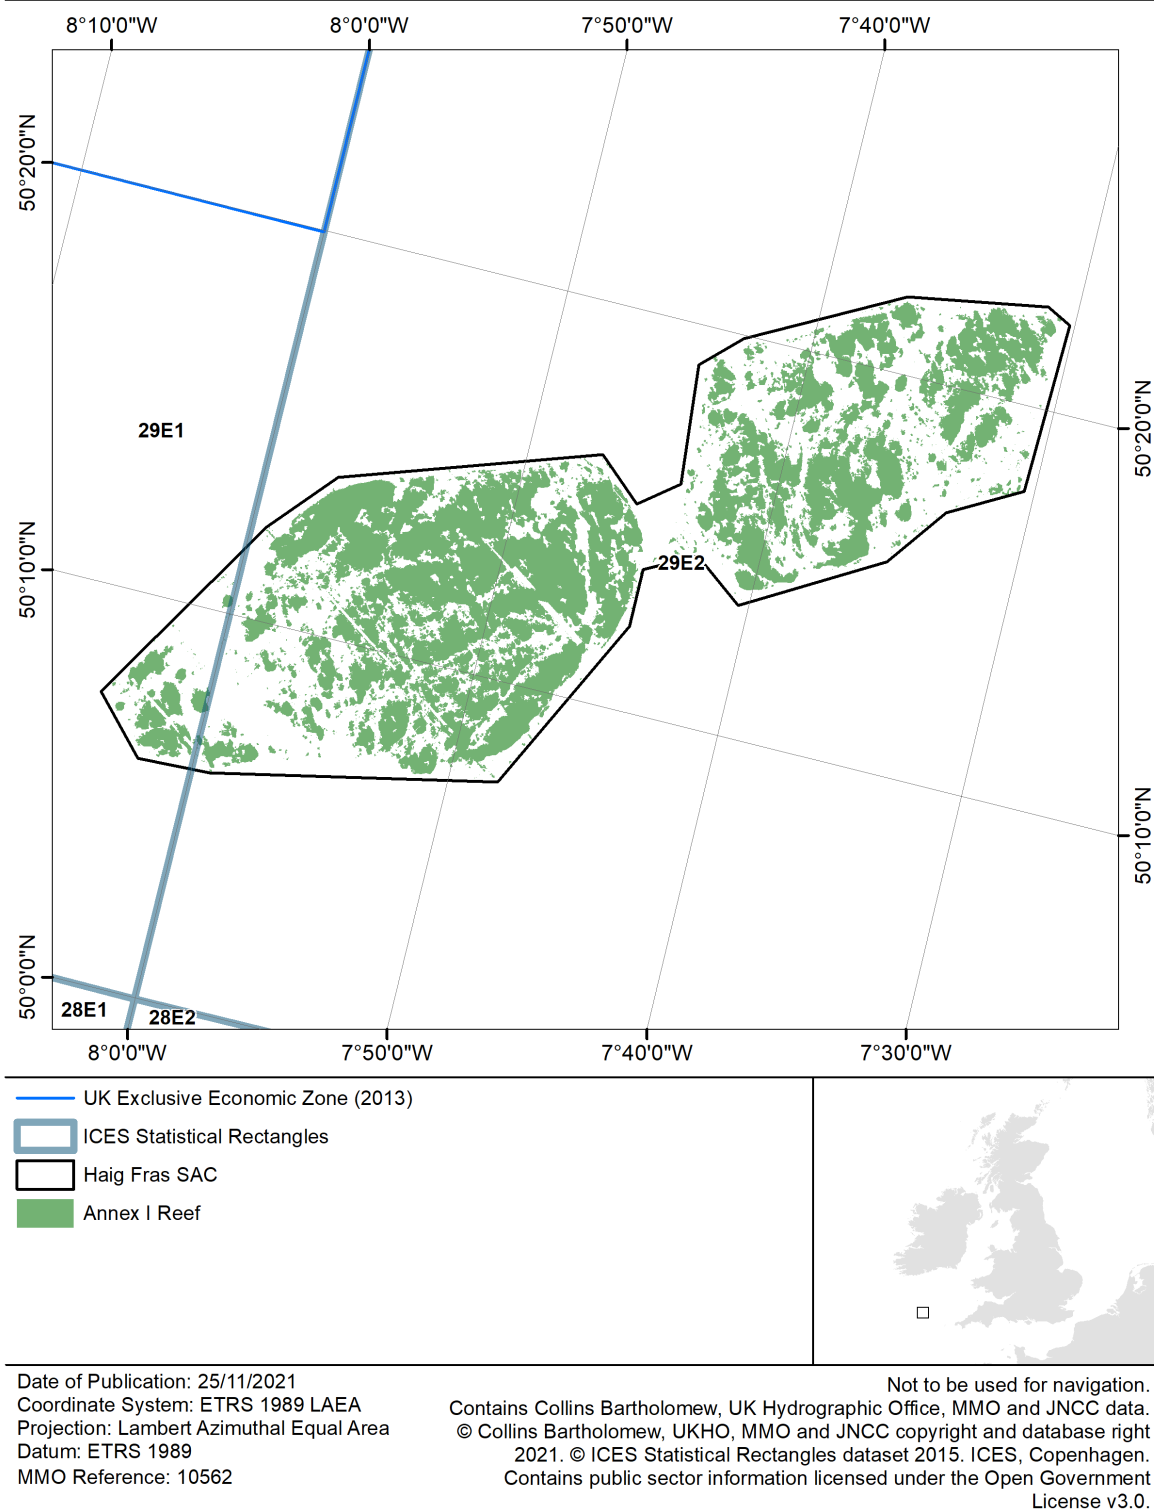 8°10'0"W 8°0'0"W 7°50'0"W 7°40'0"W
50°20'0"N
29E1
50°20'0"N
50°10'0"N
29E2
50°10'0"N
50°0'0"N
28E1
28E2
8°0'0"W 7°50'0"W 7°40'0"W 7°30'0"W
UK Exclusive Economic Zone (2013)
ICES Statistical Rectangles
Haig Fras SAC
Annex I Reef
Date of Publication: 25/11/2021
Coordinate System: ETRS 1989 LAEA
Projection: Lambert Azimuthal Equal Area
Datum: ETRS 1989
MMO Reference: 10562
Not to be used for navigation.
Contains Collins Bartholomew, UK Hydrographic Office, MMO and JNCC data.
© Collins Bartholomew, UKHO, MMO and JNCC copyright and database right
2021. © ICES Statistical Rectangles dataset 2015. ICES, Copenhagen.
Contains public sector information licensed under the Open Government
License v3.0.